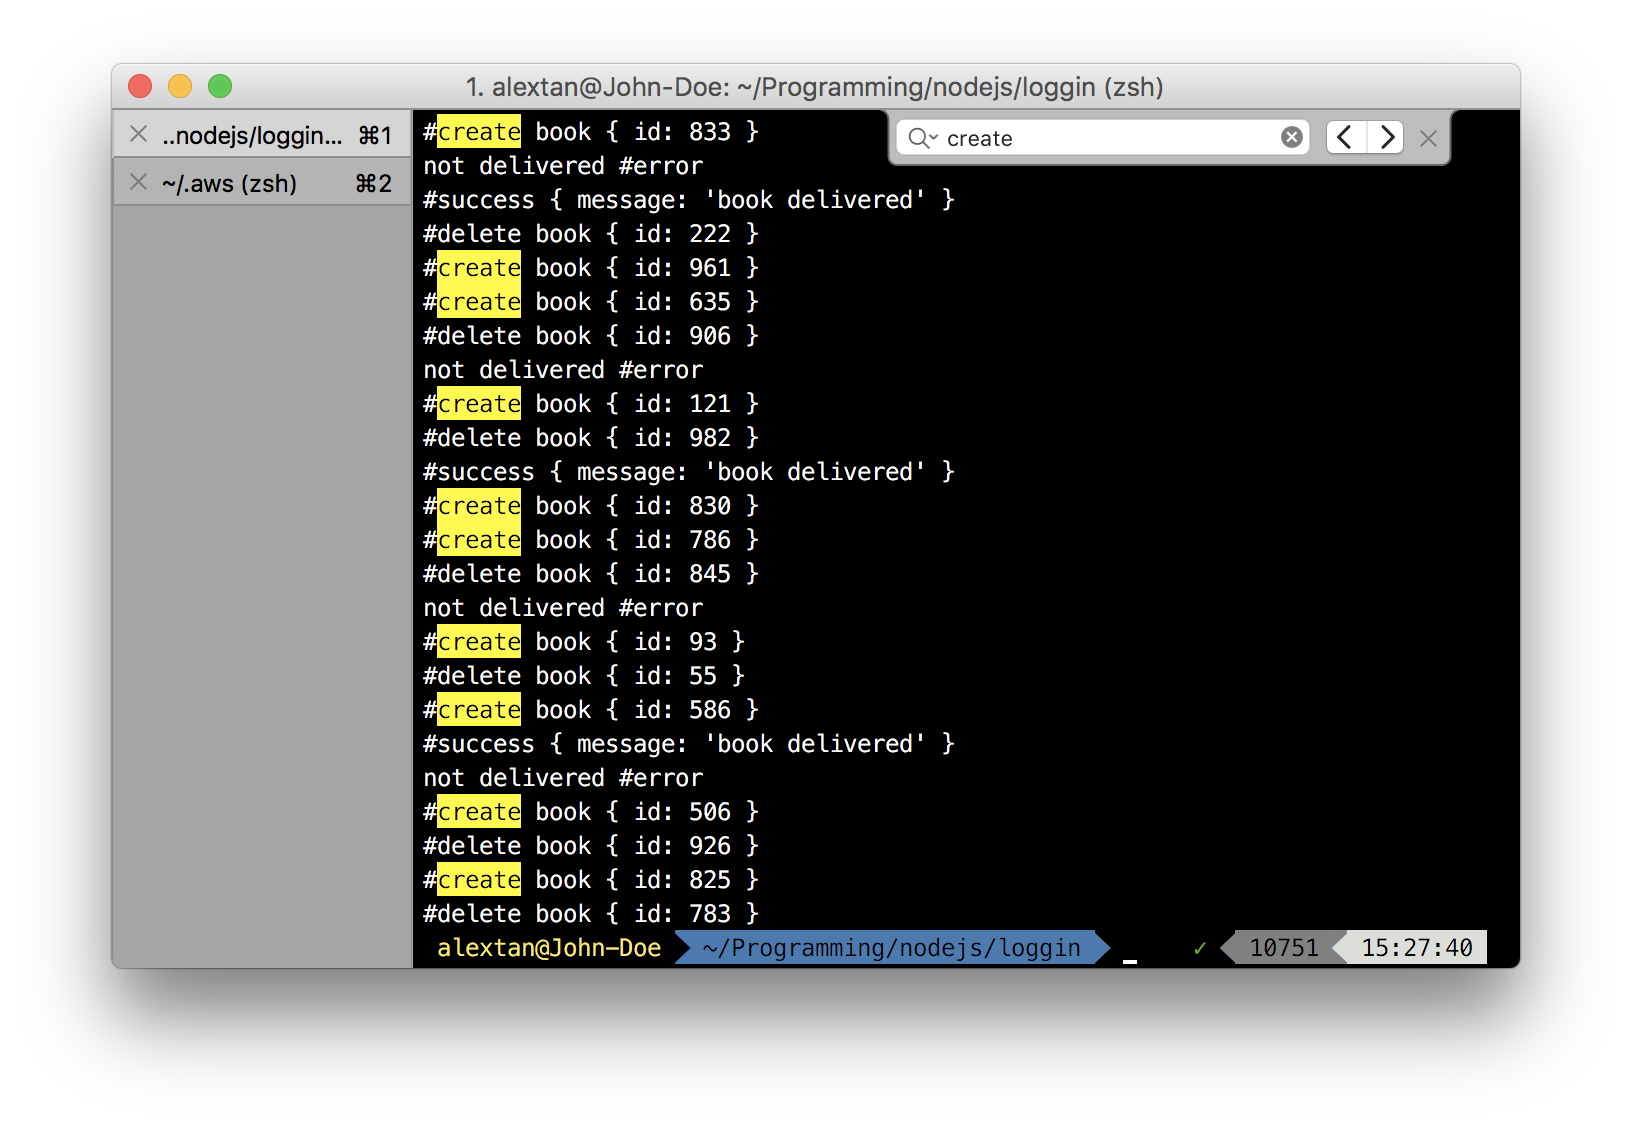 1. alextan@John-Doe: ~/Programming/nodejs/loggin (zsh)
..nodejs/loggin... ⌘1
~/.aws (zsh) ⌘2
create
#create book { id: 833 }
not delivered #error
#success { message: 'book delivered' }
#delete book { id: 222 }
#create book { id: 961 }
#create book { id: 635 }
#delete book { id: 906 }
not delivered #error
#create book { id: 121 }
#delete book { id: 982 }
#success { message: 'book delivered' }
#create book { id: 830 }
#create book { id: 786 }
#delete book { id: 845 }
not delivered #error
#create book { id: 93 }
#delete book { id: 55 }
#create book { id: 586 }
#success { message: 'book delivered' }
not delivered #error
#create book { id: 506 }
#delete book { id: 926 }
#create book { id: 825 }
#delete book { id: 783 }
alextan@John-Doe ~/Programming/nodejs/loggin _ ✓ 10751 15:27:40